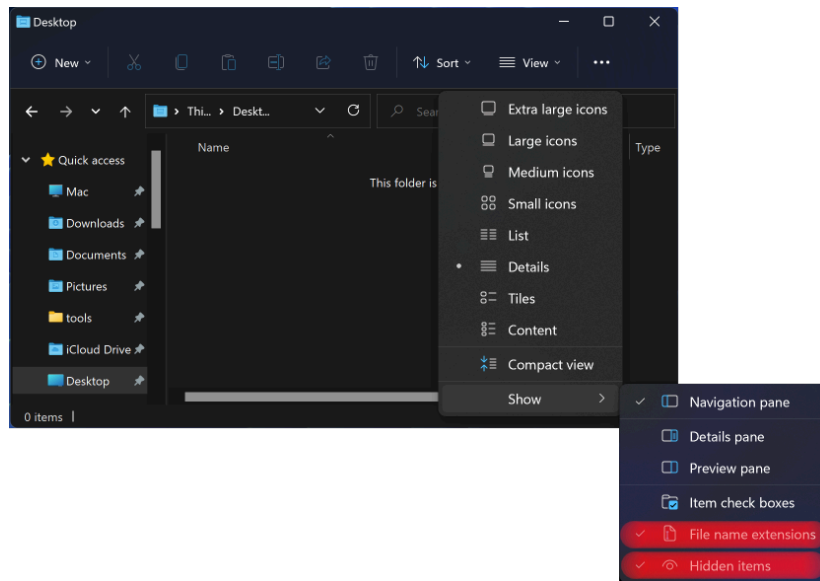 Desktop
New
Sort
View
Thi...
Deskt...
Sear
Quick access
Mac
Downloads
Documents
Pictures
tools
iCloud Drive
Desktop
Name
Type
This folder is
Extra large icons
Large icons
Medium icons
Small icons
List
Details
Tiles
Content
Compact view
Show
0 items
Navigation pane
Details pane
Preview pane
Item check boxes
File name extensions
Hidden items